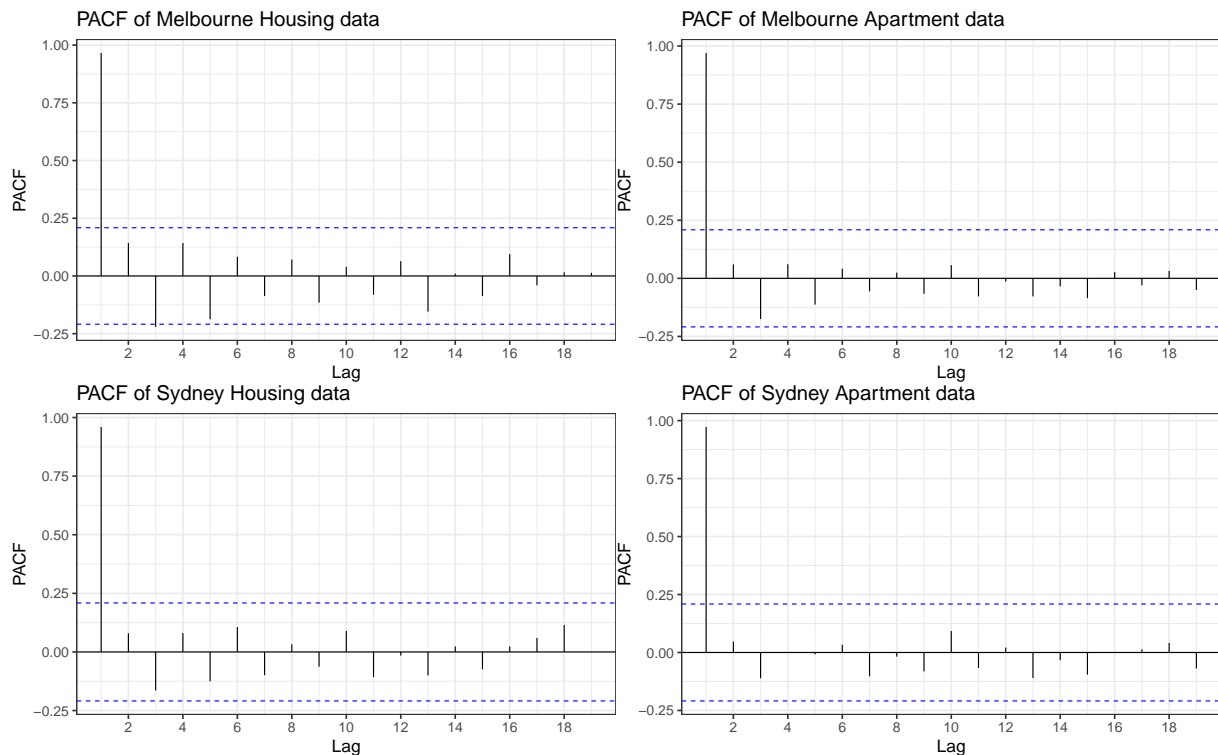 PACF of Melbourne Housing data
1.00
0.75
0.50
0.25
0.00
−0.25
PACF
2 4 6 8 10 12 14 16 18
Lag
PACF of Melbourne Apartment data
1.00
0.75
0.50
0.25
0.00
−0.25
PACF
2 4 6 8 10 12 14 16 18
Lag
PACF of Sydney Housing data
1.00
0.75
0.50
0.25
0.00
−0.25
PACF
2 4 6 8 10 12 14 16 18
Lag
PACF of Sydney Apartment data
1.00
0.75
0.50
0.25
0.00
−0.25
PACF
2 4 6 8 10 12 14 16 18
Lag